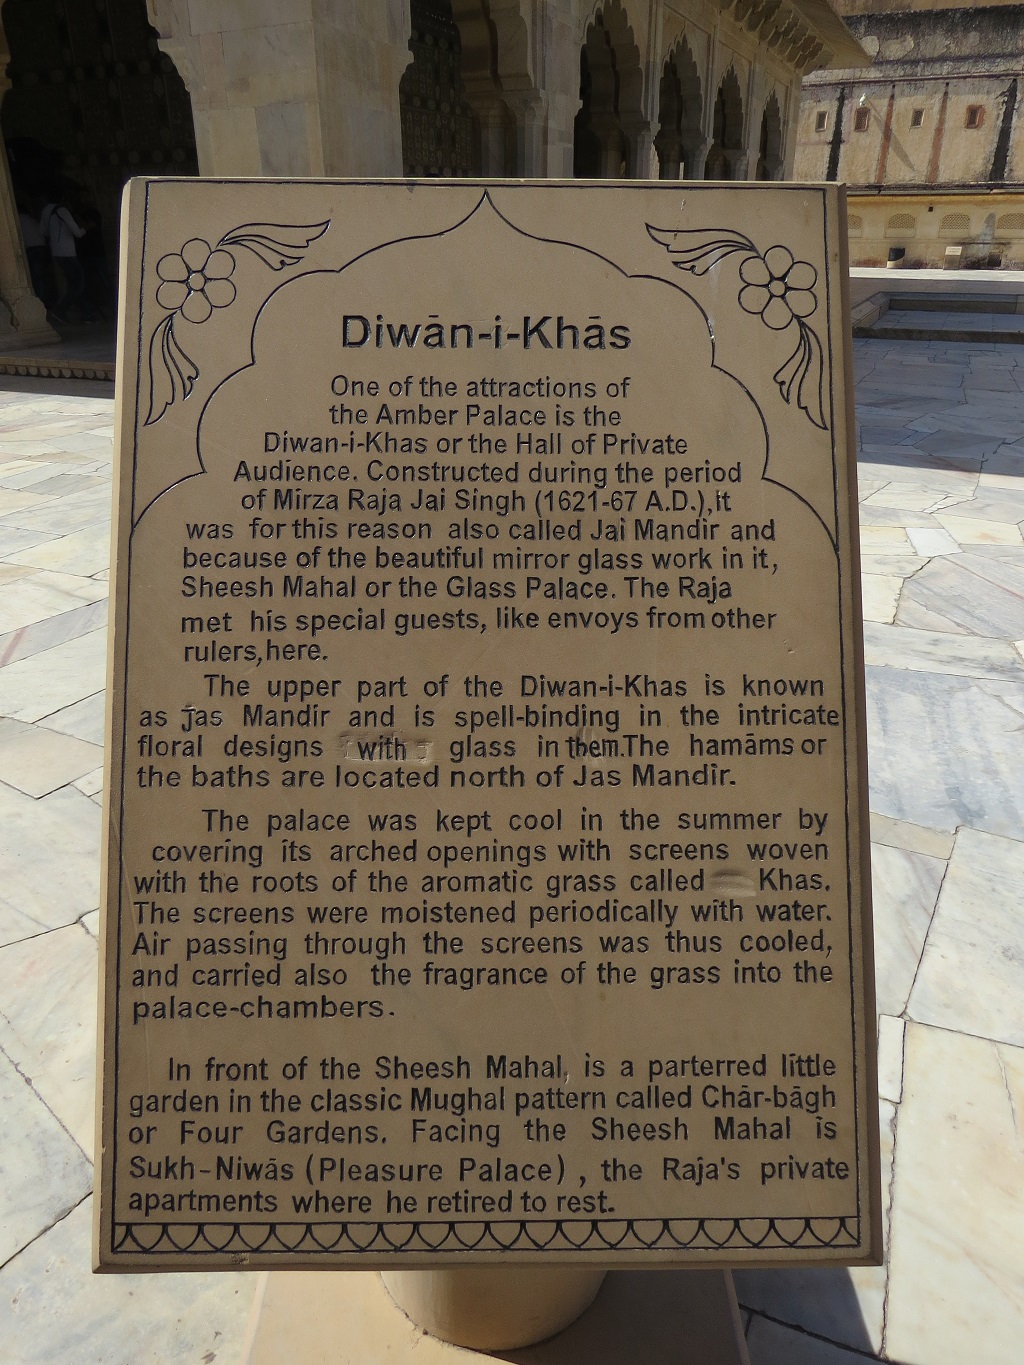 Diwān-i-Khās
One of the attractions of
the Amber Palace is the
Diwan-i-Khas or the Hall of Private
Audience. Constructed during the period
of Mirza Raja Jai Singh (1621-67 A.D.),it
was for this reason also called Jai Mandir and
because of the beautiful mirror glass work in it,
Sheesh Mahal or the Glass Palace. The Raja
met his special guests, like envoys from other
rulers,here.
The upper part of the Diwan-i-Khas is known
as Jas Mandir and is spell-binding in the intricate
floral designs with glass in them.The hamāms or
the baths are located north of Jas Mandir.
The palace was kept cool in the summer by
covering its arched openings with screens woven
with the roots of the aromatic grass called Khas.
The screens were moistened periodically with water.
Air passing through the screens was thus cooled,
and carried also the fragrance of the grass into the
palace-chambers.
In front of the Sheesh Mahal, is a parterred little
garden in the classic Mughal pattern called Chār-bāgh
or Four Gardens. Facing the Sheesh Mahal is
Sukh-Niwās (Pleasure Palace) , the Raja's private
apartments where he retired to rest.